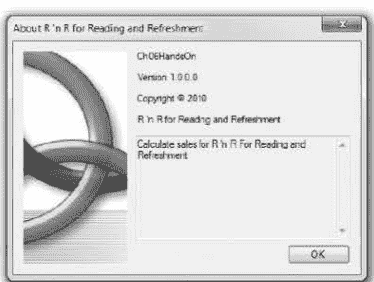 About R 'n R for Reading and Refreshment
Ch06HandsOn
Version 1.0.0.0
Copyright © 2010
R 'n R for Reading and Refreshment
Calculate sales for R 'n R For Reading and
Refreshment
OK